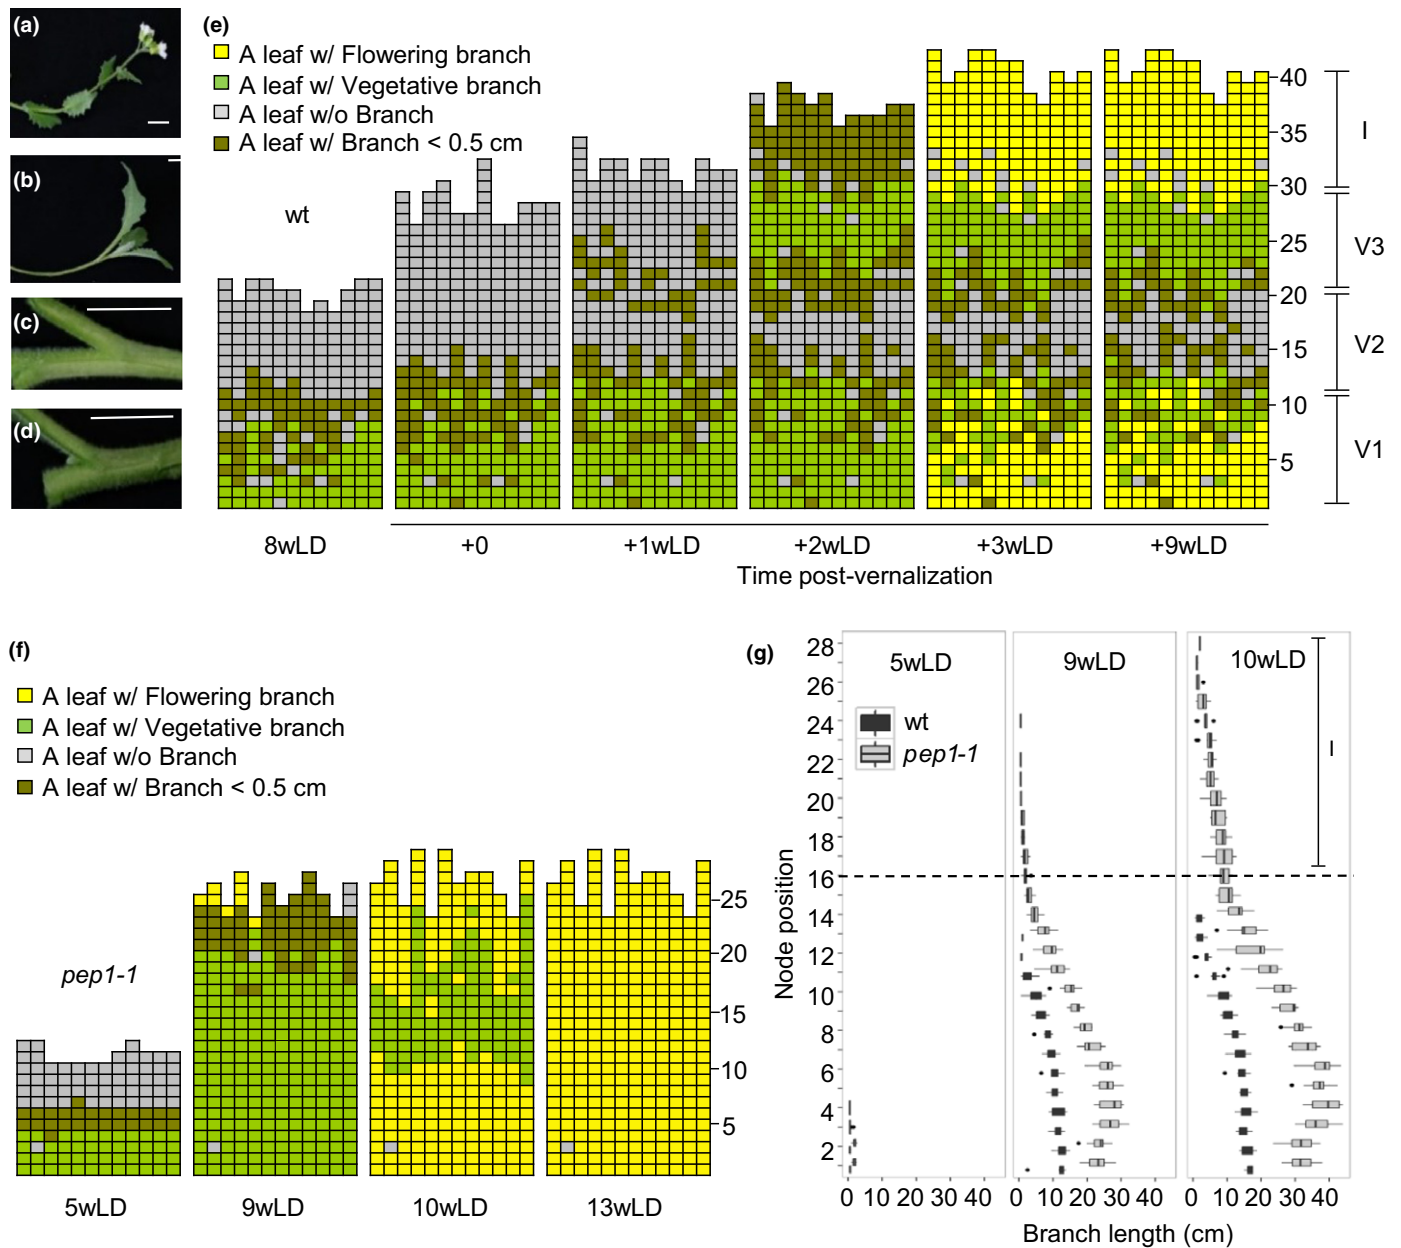 (a)
(b)
(c)
(d)
(e)
A leaf w/ Flowering branch
A leaf w/ Vegetative branch
A leaf w/o Branch
A leaf w/ Branch < 0.5 cm
wt
40
35
30
25
20
15
10
5
I
V3
V2
V1
8wLD +0 +1wLD +2wLD +3wLD +9wLD
Time post-vernalization
(f)
A leaf w/ Flowering branch
A leaf w/ Vegetative branch
A leaf w/o Branch
A leaf w/ Branch < 0.5 cm
pep1-1
25
20
15
10
5
5wLD 9wLD 10wLD 13wLD
(g)
5wLD 9wLD 10wLD
wt
pep1-1
I
Node position
28
26
24
22
20
18
16
14
12
10
8
6
4
2
0 10 20 30 40 0 10 20 30 40 0 10 20 30 40
Branch length (cm)